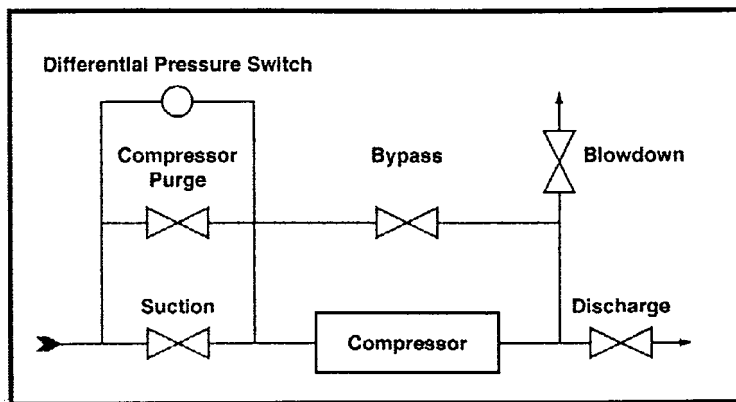 Differential Pressure Switch
Compressor
Purge
Bypass
Blowdown
Suction
Discharge
Compressor